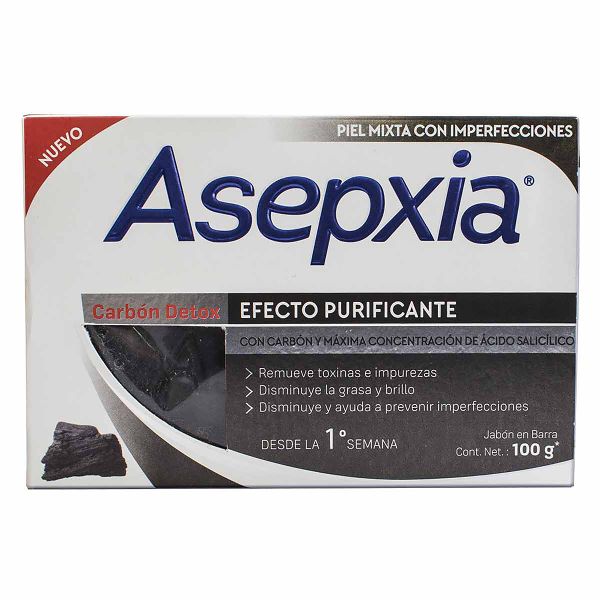 NUEVO
PIEL MIXTA CON IMPERFECCIONES
Asepxia®
Carbón Detox
EFECTO PURIFICANTE
CON CARBÓN Y MÁXIMA CONCENTRACIÓN DE ÁCIDO SALICÍLICO
> Remueve toxinas e impurezas
> Disminuye la grasa y brillo
> Disminuye y ayuda a prevenir imperfecciones
DESDE LA 1° SEMANA
Jabón en Barra
Cont. Net. : 100 g*